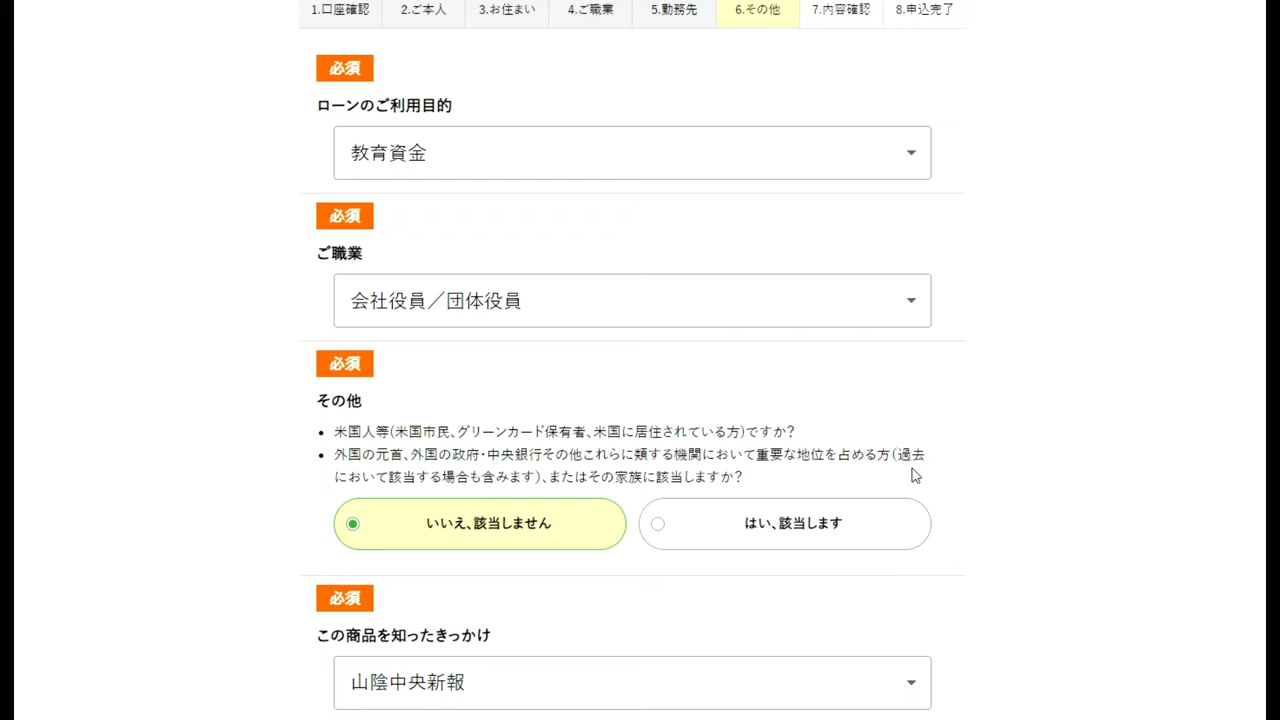 1.口座確認 2.ご本人 3.お住まい 4.ご職業 5.勤務先 6.その他 7.内容確認 8.申込完了
必須
ローンのご利用目的
教育資金
必須
ご職業
会社役員／団体役員
必須
その他
• 米国人等(米国市民、グリーンカード保有者、米国に居住されている方)ですか?
• 外国の元首、外国の政府・中央銀行その他これらに類する機関において重要な地位を占める方(過去
において該当する場合も含みます)、またはその家族に該当しますか?
いいえ、該当しません はい、該当します
必須
この商品を知ったきっかけ
山陰中央新報